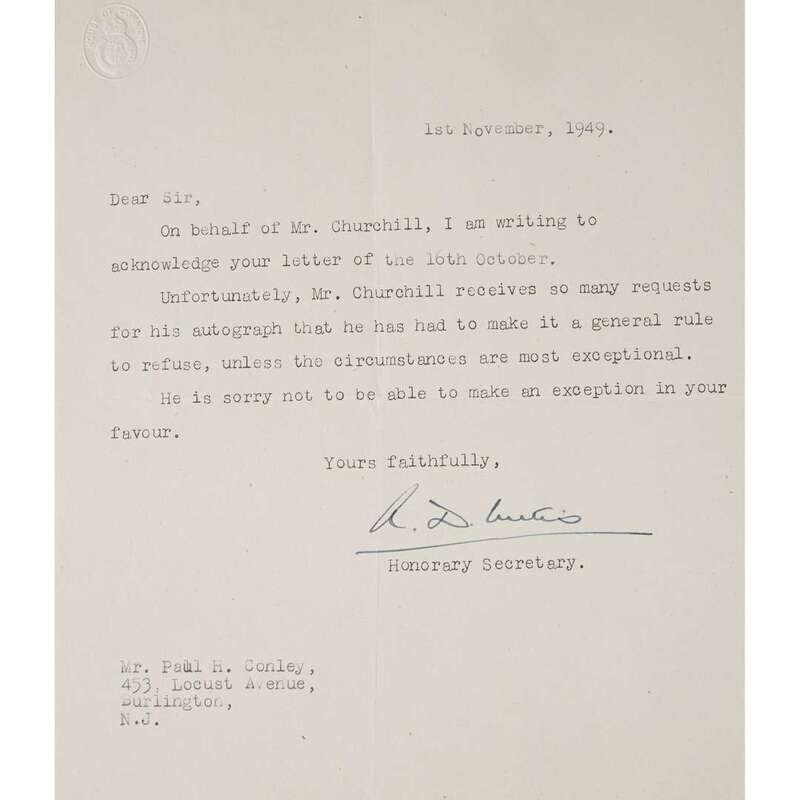 HOUSE OF COMMONS
1st November, 1949.
Dear Sir,
On behalf of Mr. Churchill, I am writing to
acknowledge your letter of the 16th October.
Unfortunately, Mr. Churchill receives so many requests
for his autograph that he has had to make it a general rule
to refuse, unless the circumstances are most exceptional.
He is sorry not to be able to make an exception in your
favour.
Yours faithfully,
Honorary Secretary.
Mr. Paul H. Conley,
453, Locust Avenue,
Burlington,
N.J.